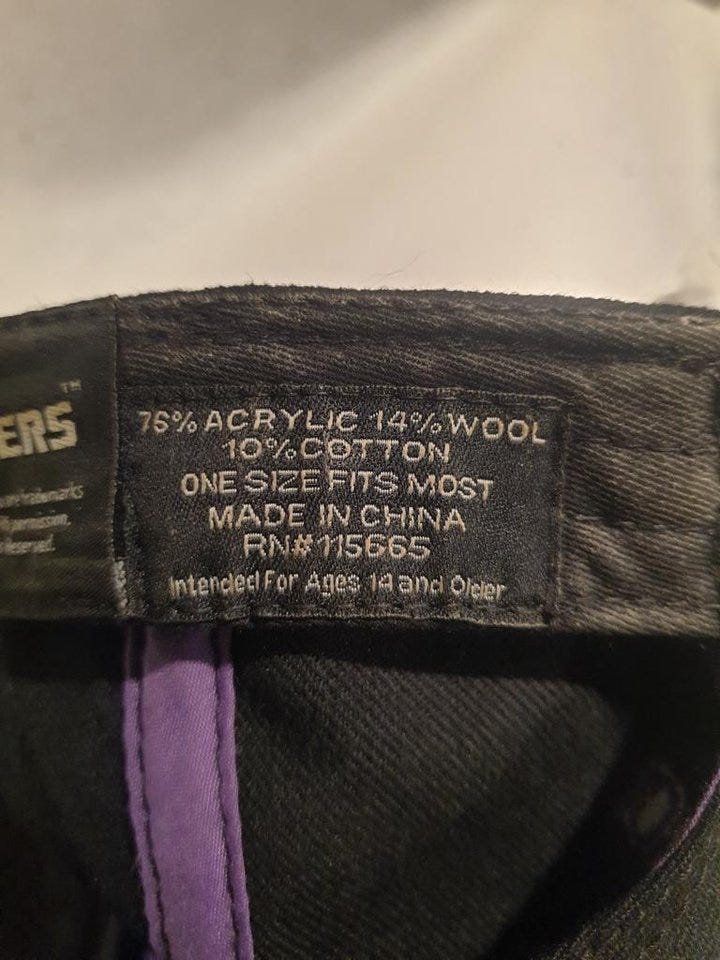 ERS™
76% ACRYLIC 14% WOOL
10% COTTON
ONE SIZE FITS MOST
MADE IN CHINA
RN# 115665
Intended For Ages 14 and Older